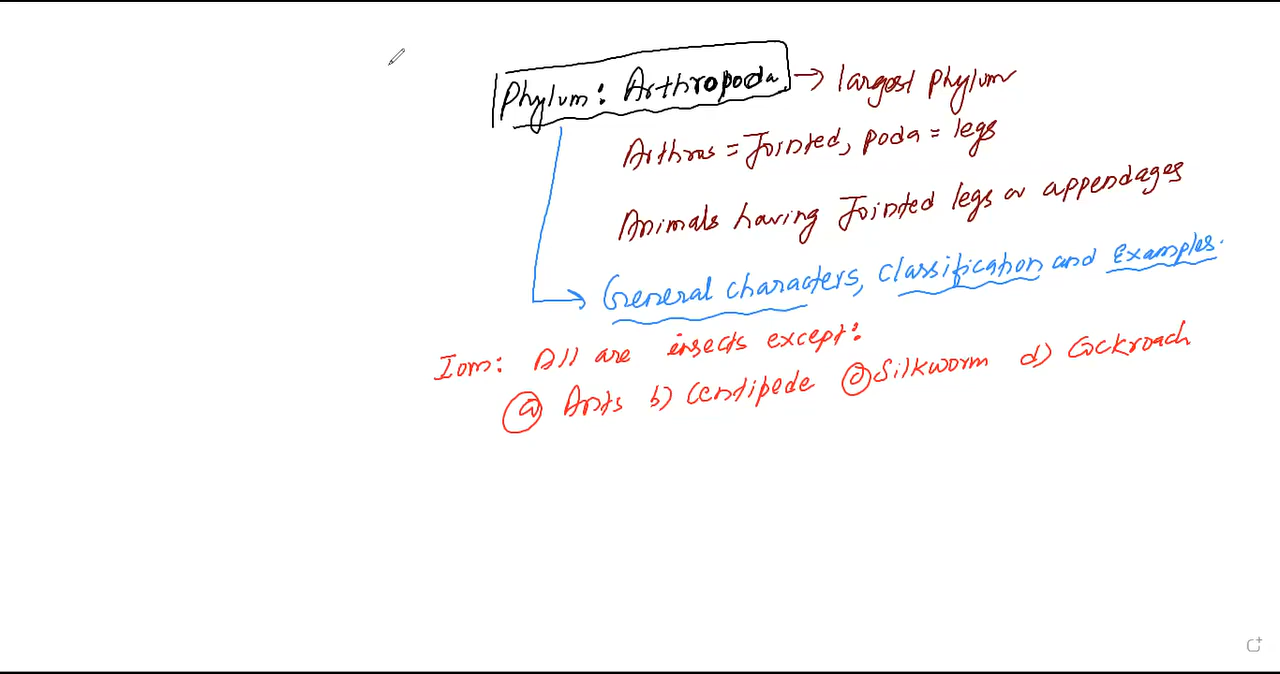 Phylum: Arthropoda → largest Phylum
Arthros = Jointed, poda = legs
Animals having Jointed legs or appendages
General characters, classification and Examples.
Iom: All are insects except:
a) Ants b) Centipede c) Silkworm d) Cockroach